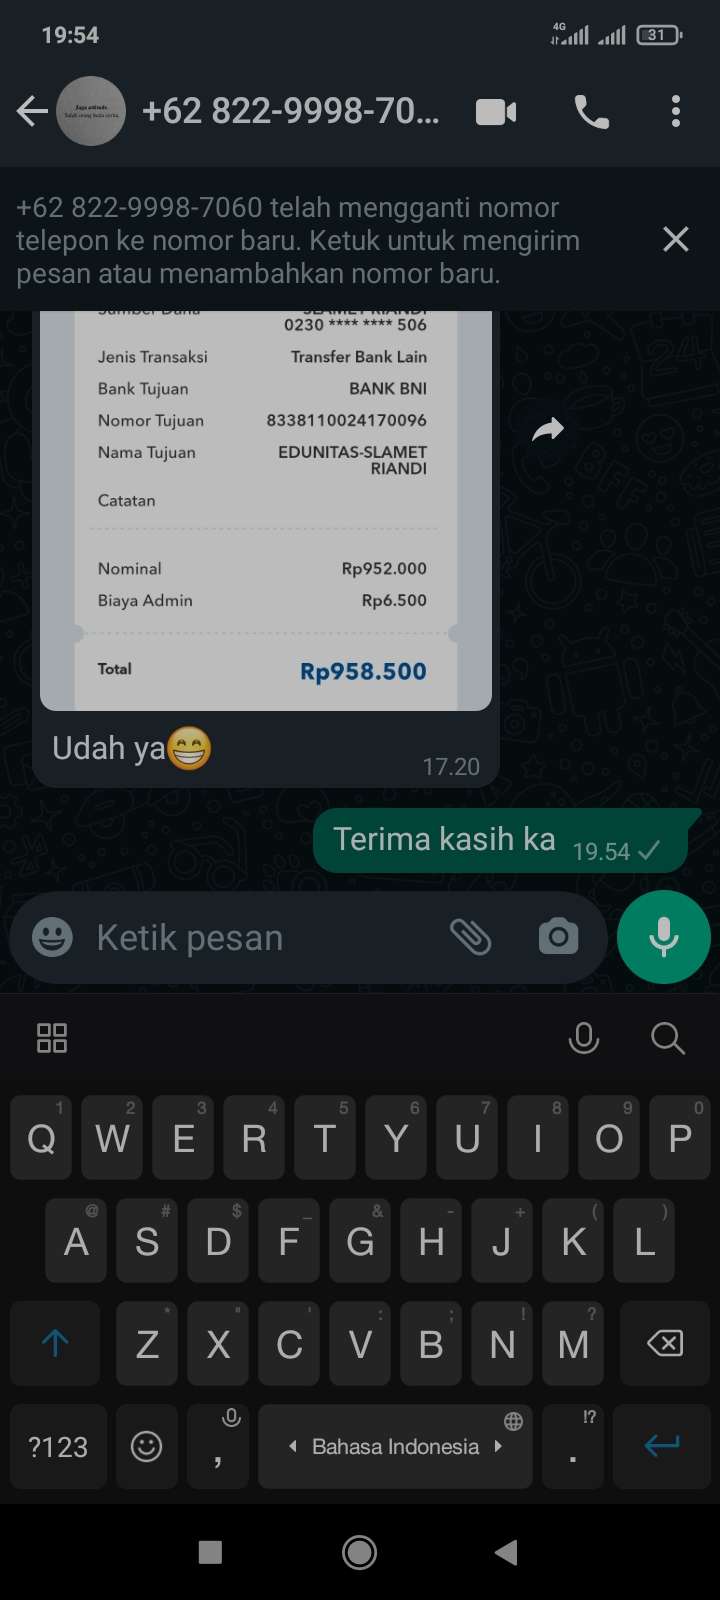 19:54
4G
31
+62 822-9998-70...
+62 822-9998-7060 telah mengganti nomor
telepon ke nomor baru. Ketuk untuk mengirim
pesan atau menambahkan nomor baru.
Sumber Dana SLAMET RIANDI
0230 **** **** 506
Jenis Transaksi Transfer Bank Lain
Bank Tujuan BANK BNI
Nomor Tujuan 8338110024170096
Nama Tujuan EDUNITAS-SLAMET
RIANDI
Catatan
Nominal Rp952.000
Biaya Admin Rp6.500
Total Rp958.500
Udah ya😁
17.20
Terima kasih ka 19.54
Ketik pesan
1 2 3 4 5 6 7 8 9 0
Q W E R T Y U I O P
@ # $ _ & - + ( )
A S D F G H J K L
* " ' : ; ! ?
Z X C V B N M
!?
?123 , Bahasa Indonesia .